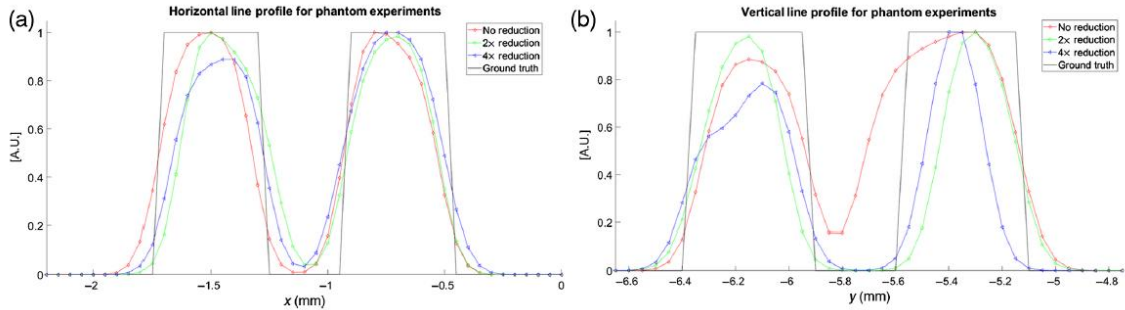 (a)
Horizontal line profile for phantom experiments
No reduction
2× reduction
4× reduction
Ground truth
1
0.8
0.6
0.4
0.2
0
[A.U.]
−2 −1.5 −1 −0.5 0
x (mm)
(b)
Vertical line profile for phantom experiments
No reduction
2× reduction
4× reduction
Ground truth
1
0.8
0.6
0.4
0.2
0
[A.U.]
−6.6 −6.4 −6.2 −6 −5.8 −5.6 −5.4 −5.2 −5 −4.8
y (mm)